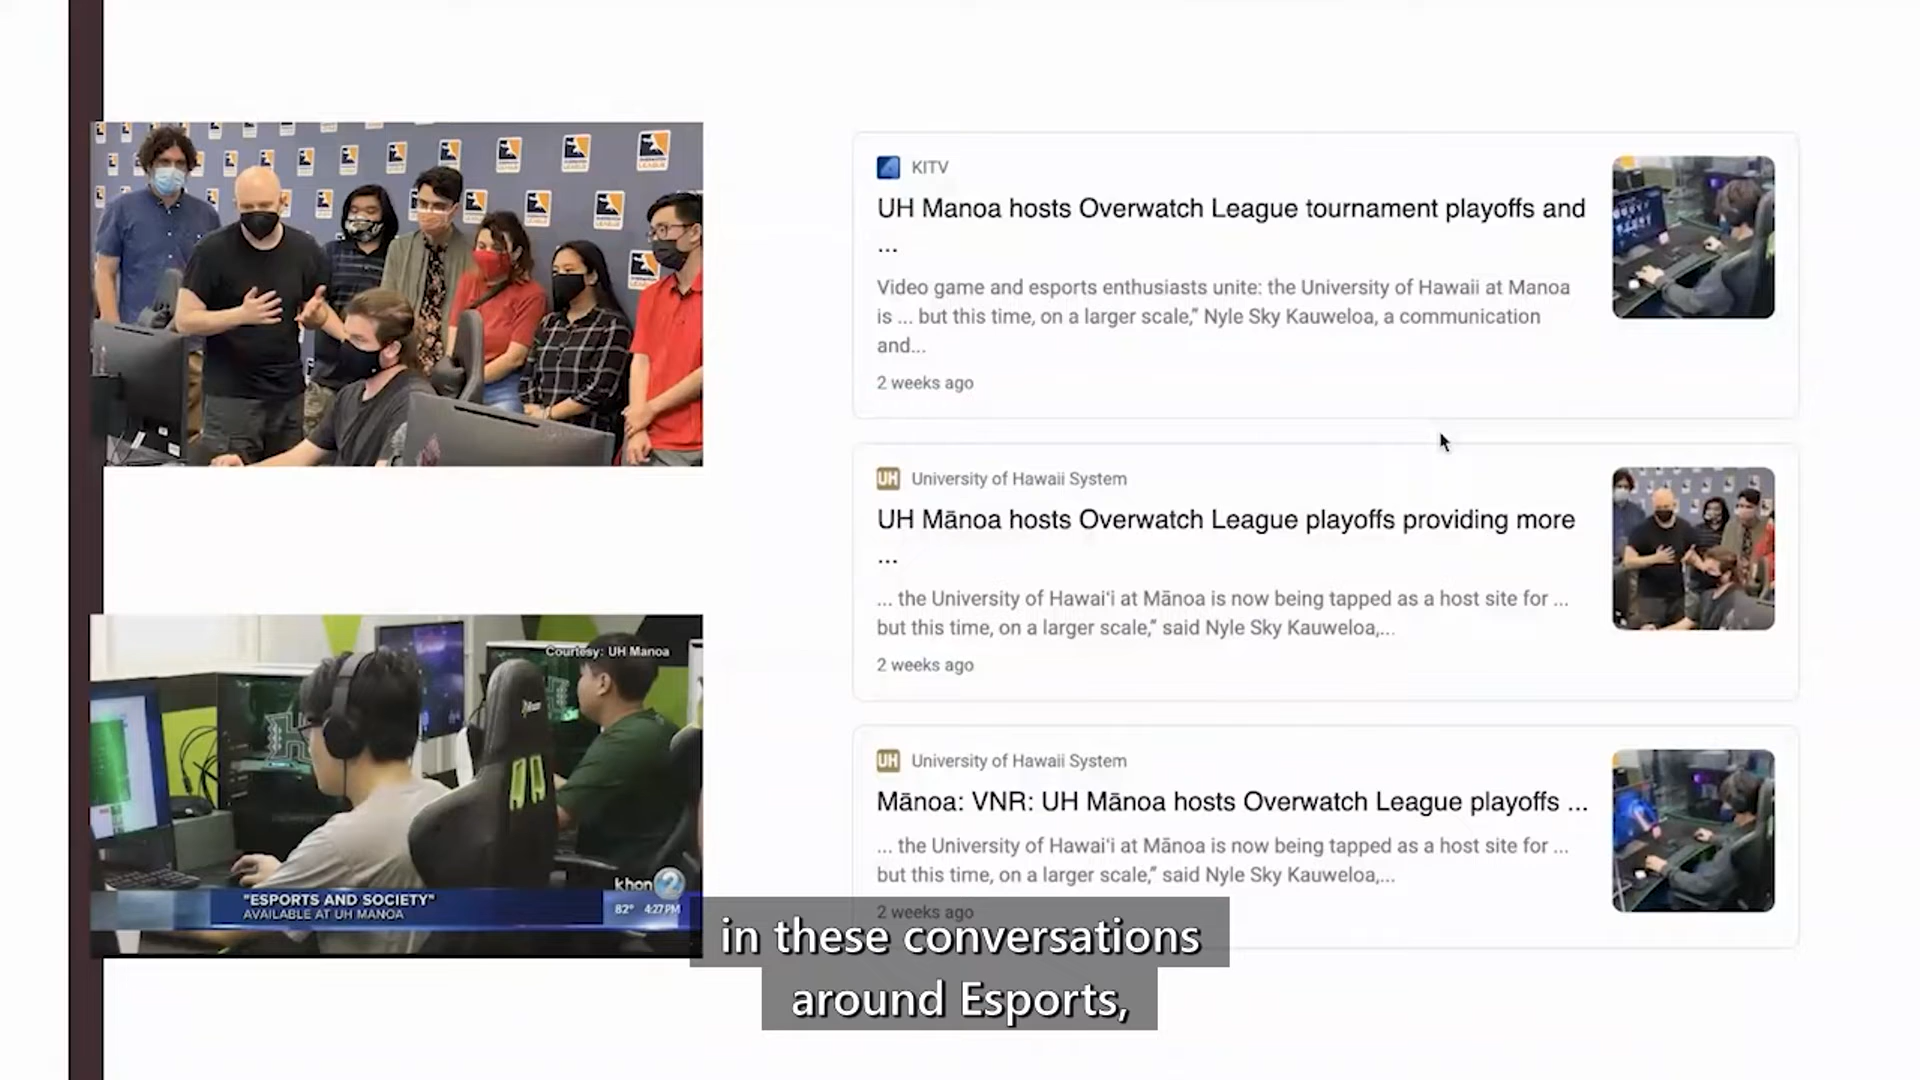 KITV
UH Manoa hosts Overwatch League tournament playoffs and
...
Video game and esports enthusiasts unite: the University of Hawaii at Manoa
is ... but this time, on a larger scale,” Nyle Sky Kauweloa, a communication
and...
2 weeks ago
UH University of Hawaii System
UH Mānoa hosts Overwatch League playoffs providing more
...
... the University of Hawaiʻi at Mānoa is now being tapped as a host site for ...
but this time, on a larger scale,” said Nyle Sky Kauweloa,...
2 weeks ago
Courtesy: UH Manoa
khon 2
"ESPORTS AND SOCIETY"
AVAILABLE AT UH MANOA
82° 4:27PM
UH University of Hawaii System
Mānoa: VNR: UH Mānoa hosts Overwatch League playoffs ...
... the University of Hawaiʻi at Mānoa is now being tapped as a host site for ...
but this time, on a larger scale,” said Nyle Sky Kauweloa,...
2 weeks ago
in these conversations
around Esports,